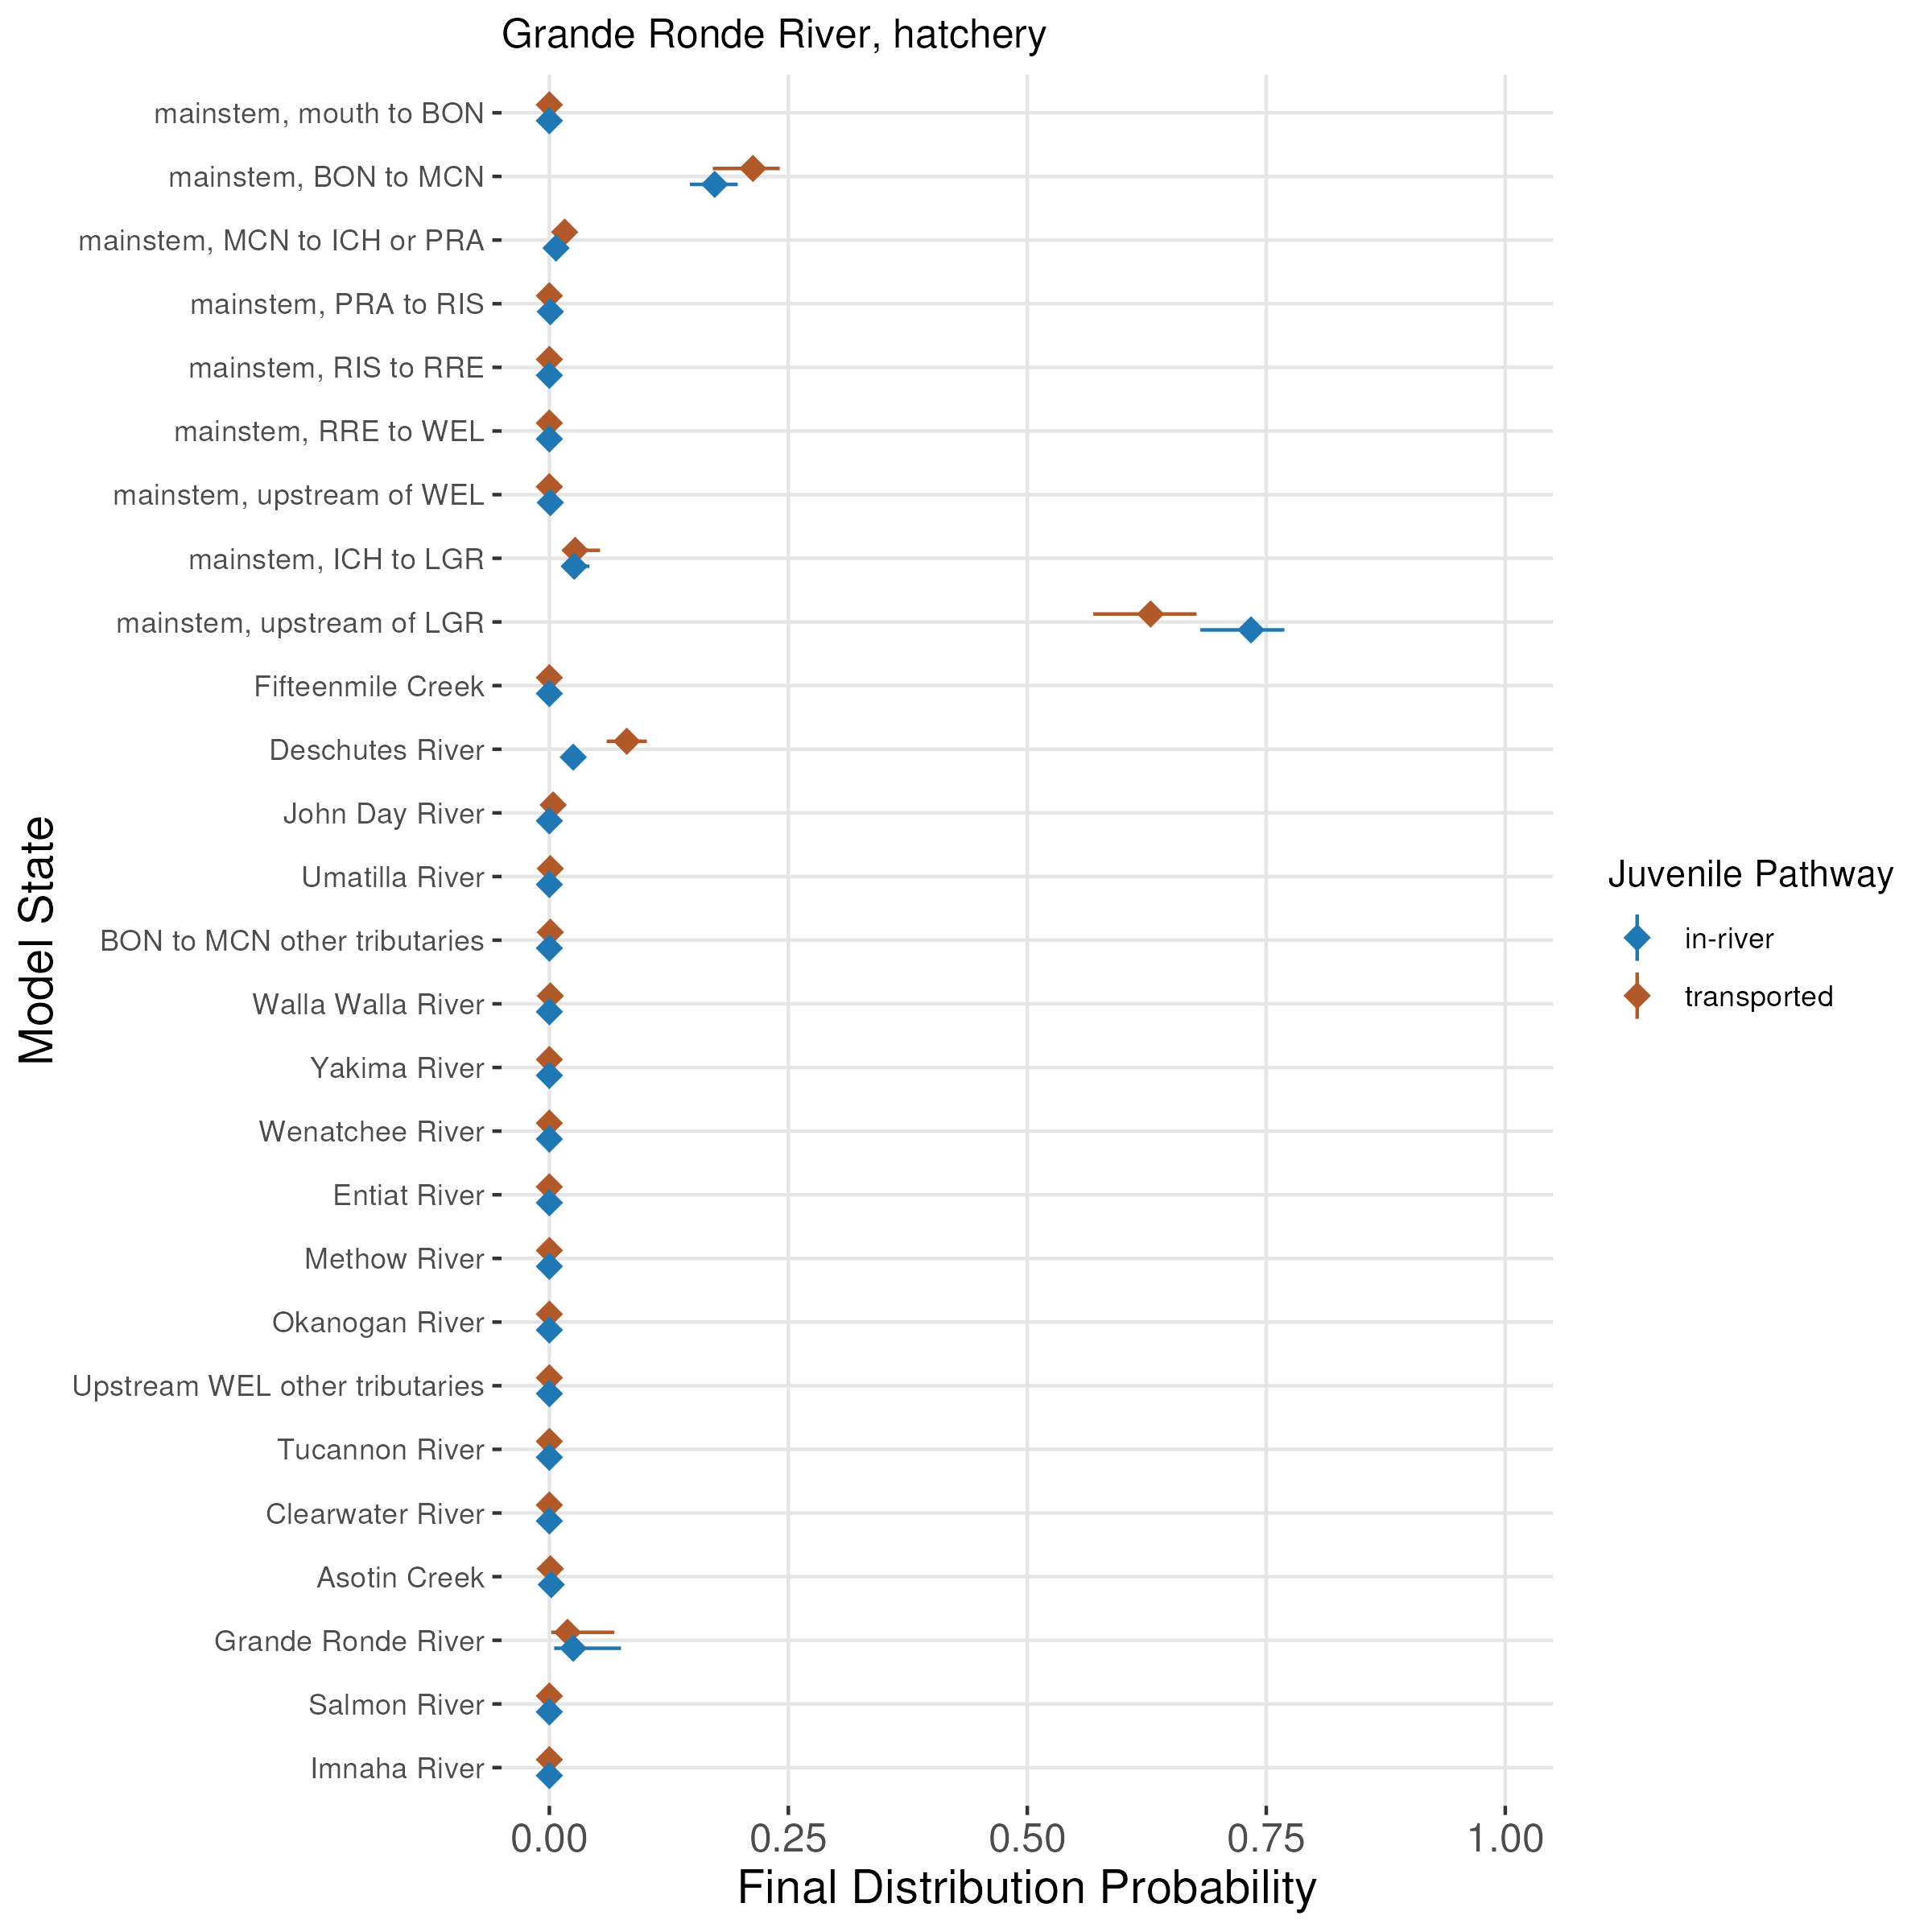 Grande Ronde River, hatchery
mainstem, mouth to BON
mainstem, BON to MCN
mainstem, MCN to ICH or PRA
mainstem, PRA to RIS
mainstem, RIS to RRE
mainstem, RRE to WEL
mainstem, upstream of WEL
mainstem, ICH to LGR
mainstem, upstream of LGR
Fifteenmile Creek
Deschutes River
John Day River
Umatilla River
BON to MCN other tributaries
Walla Walla River
Yakima River
Wenatchee River
Entiat River
Methow River
Okanogan River
Upstream WEL other tributaries
Tucannon River
Clearwater River
Asotin Creek
Grande Ronde River
Salmon River
Imnaha River
Model State
0.00 0.25 0.50 0.75 1.00
Final Distribution Probability
Juvenile Pathway
in-river
transported